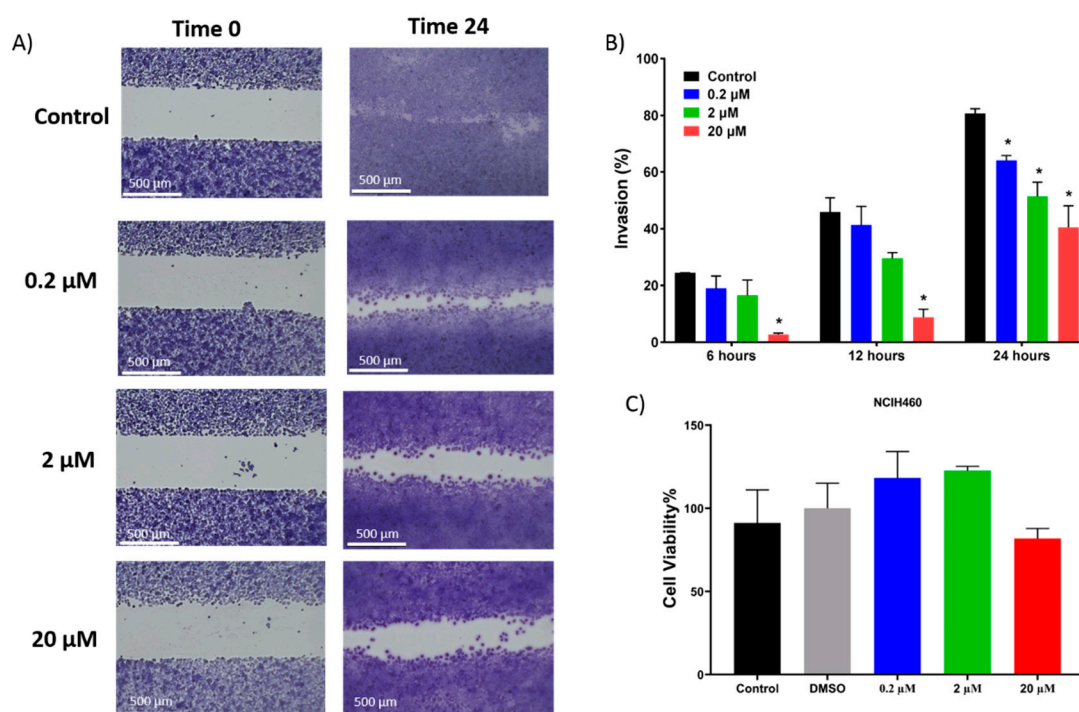 A)
Time 0
Time 24
Control
500 µm
500 µm
0.2 µM
500 µm
500 µm
2 µM
500 µm
500 µm
20 µM
500 µm
500 µm
B)
Control
0.2 µM
2 µM
20 µM
Invasion (%)
100
80
60
40
20
0
*
*
*
*
*
6 hours
12 hours
24 hours
C)
NCIH460
Cell Viability%
150
100
50
0
Control
DMSO
0.2 µM
2 µM
20 µM